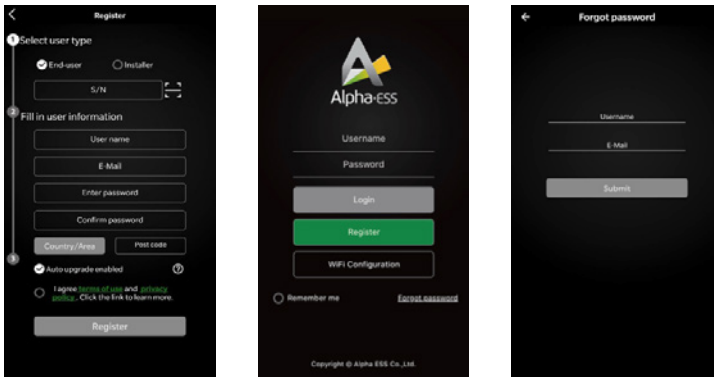 Register
1 Select user type
End-user Installer
S/N
2 Fill in user information
User name
E-Mail
Enter password
Confirm password
Country/Area Post code
3
Auto upgrade enabled ?
I agree terms of use and privacy
policy. Click the link to learn more.
Register
Alpha-ESS
Username
Password
Login
Register
WiFi Configuration
Remember me Forgot password
Copyright @ Alpha ESS Co.,Ltd.
Forgot password
Username
E-Mail
Submit